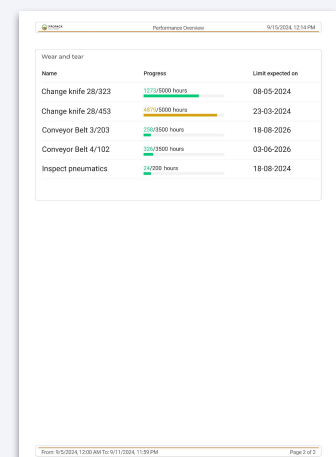 Performance Overview
9/15/2024, 12:14 PM
Wear and tear
Name Progress Limit expected on
Change knife 28/323 1273/5000 hours 08-05-2024
Change knife 28/453 4879/5000 hours 23-03-2024
Conveyor Belt 3/203 258/3500 hours 18-08-2026
Conveyor Belt 4/102 326/3500 hours 03-06-2026
Inspect pneumatics 24/200 hours 18-08-2024
From: 9/5/2024, 12:00 AM To: 9/11/2024, 11:59 PM
Page 2 of 2